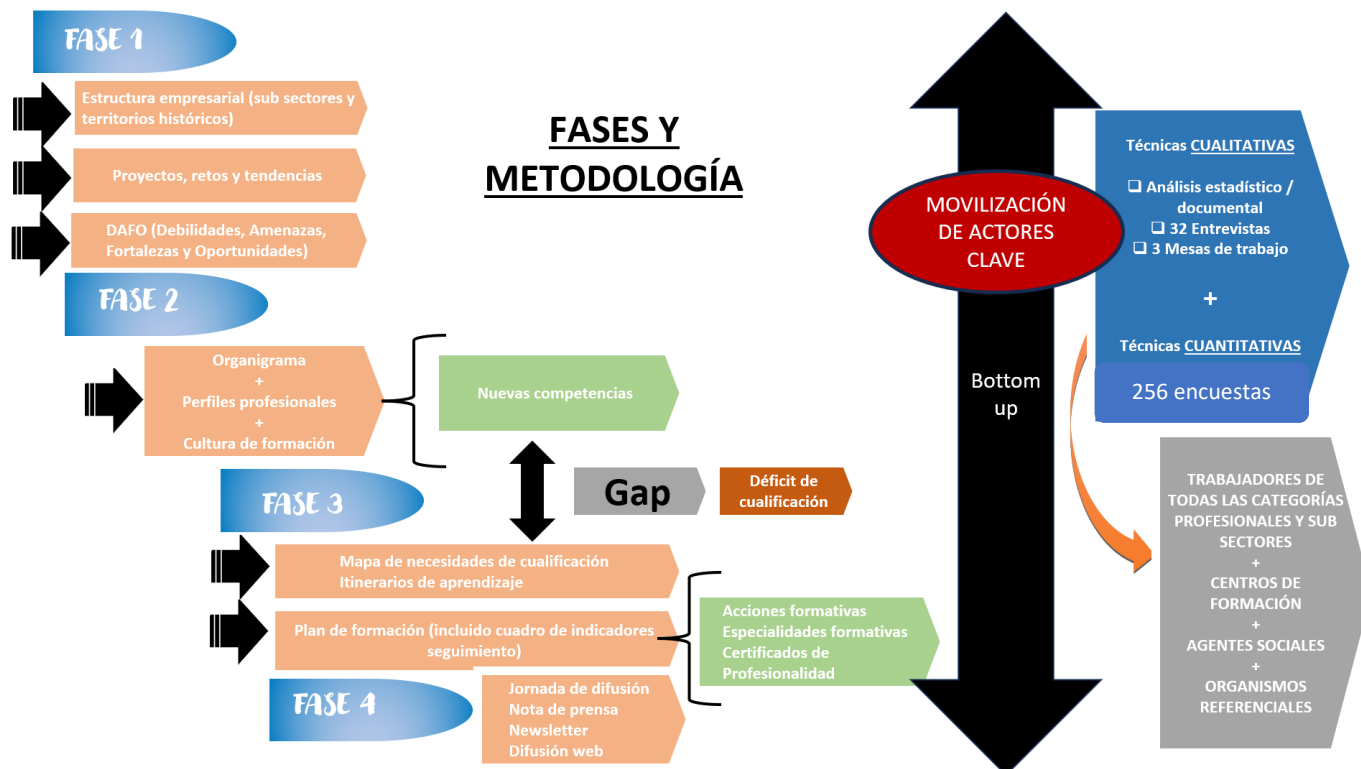 FASE 1
Estructura empresarial (sub sectores y
territorios históricos)
Proyectos, retos y tendencias
DAFO (Debilidades, Amenazas,
Fortalezas y Oportunidades)
FASES Y
METODOLOGÍA
FASE 2
Organigrama
+
Perfiles profesionales
+
Cultura de formación
Nuevas competencias
FASE 3
Gap
Déficit de
cualificación
Mapa de necesidades de cualificación
Itinerarios de aprendizaje
Plan de formación (incluido cuadro de indicadores
seguimiento)
Acciones formativas
Especialidades formativas
Certificados de
Profesionalidad
FASE 4
Jornada de difusión
Nota de prensa
Newsletter
Difusión web
MOVILIZACIÓN
DE ACTORES
CLAVE
Bottom
up
Técnicas CUALITATIVAS
❑ Análisis estadístico /
documental
❑ 32 Entrevistas
❑ 3 Mesas de trabajo
+
Técnicas CUANTITATIVAS
256 encuestas
TRABAJADORES DE
TODAS LAS CATEGORÍAS
PROFESIONALES Y SUB
SECTORES
+
CENTROS DE
FORMACIÓN
+
AGENTES SOCIALES
+
ORGANISMOS
REFERENCIALES